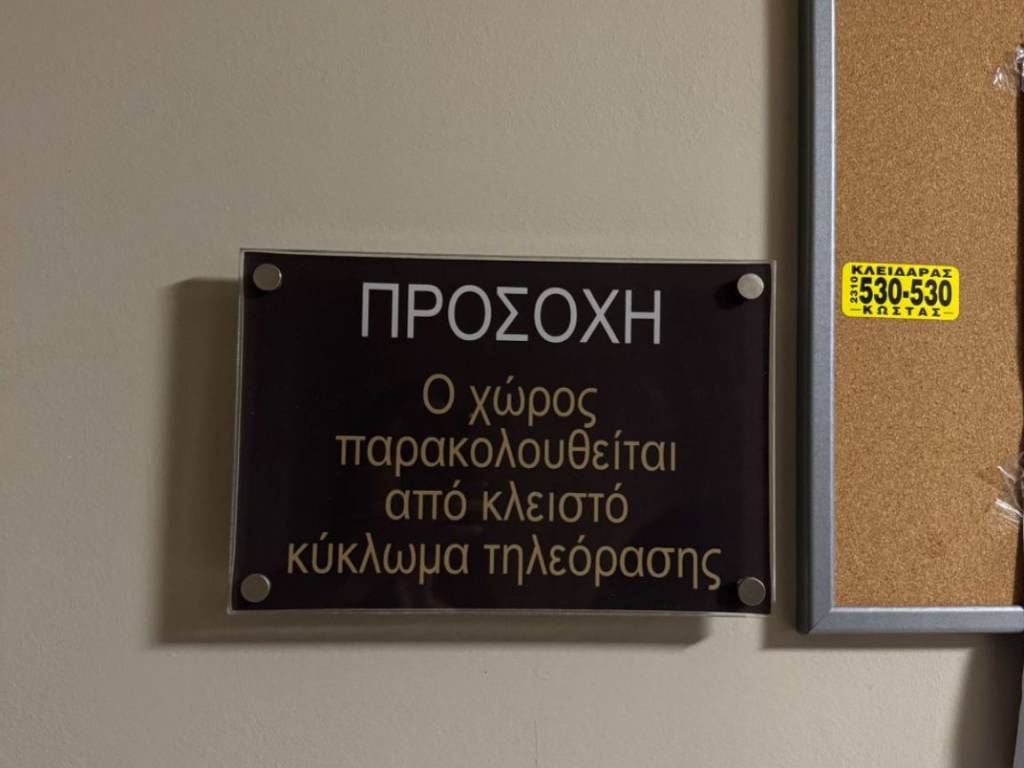 ΠΡΟΣΟΧΗ
Ο χώρος
παρακολουθείται
από κλειστό
κύκλωμα τηλεόρασης
ΚΛΕΙΔΑΡΑΣ
2310 530-530
ΚΩΣΤΑΣ